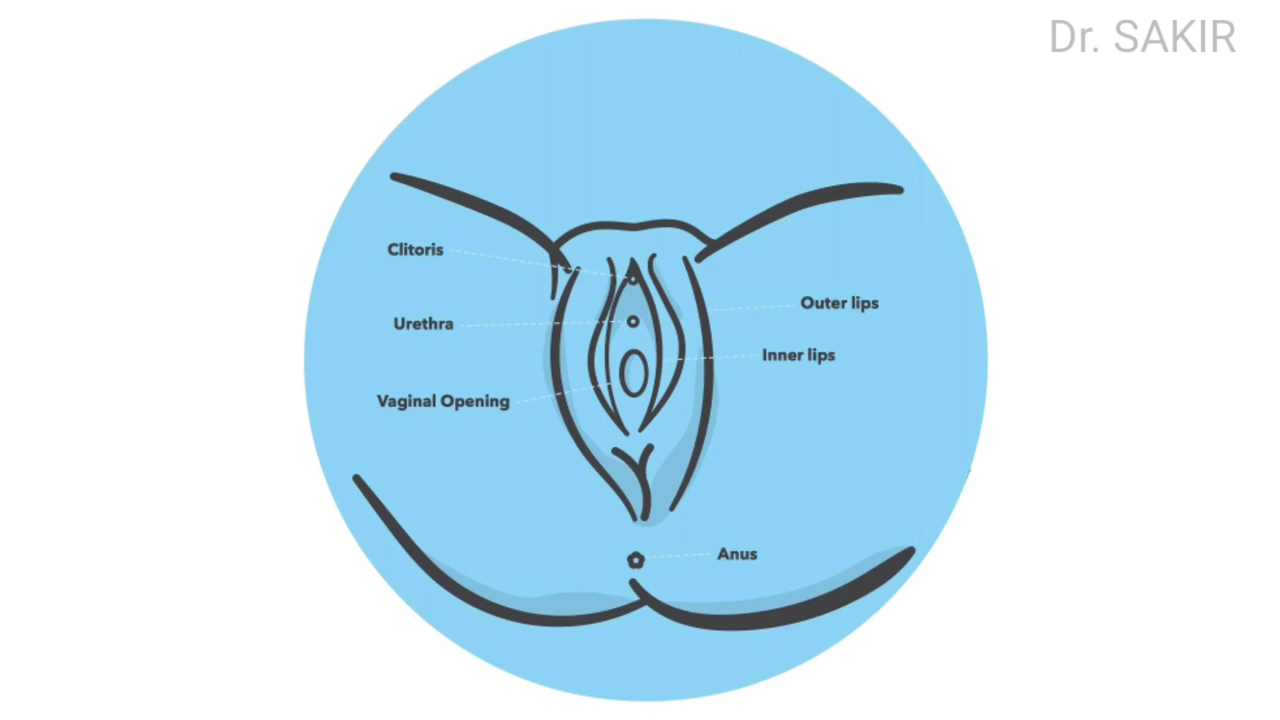 Dr. SAKIR
Clitoris
Outer lips
Urethra
Inner lips
Vaginal Opening
Anus